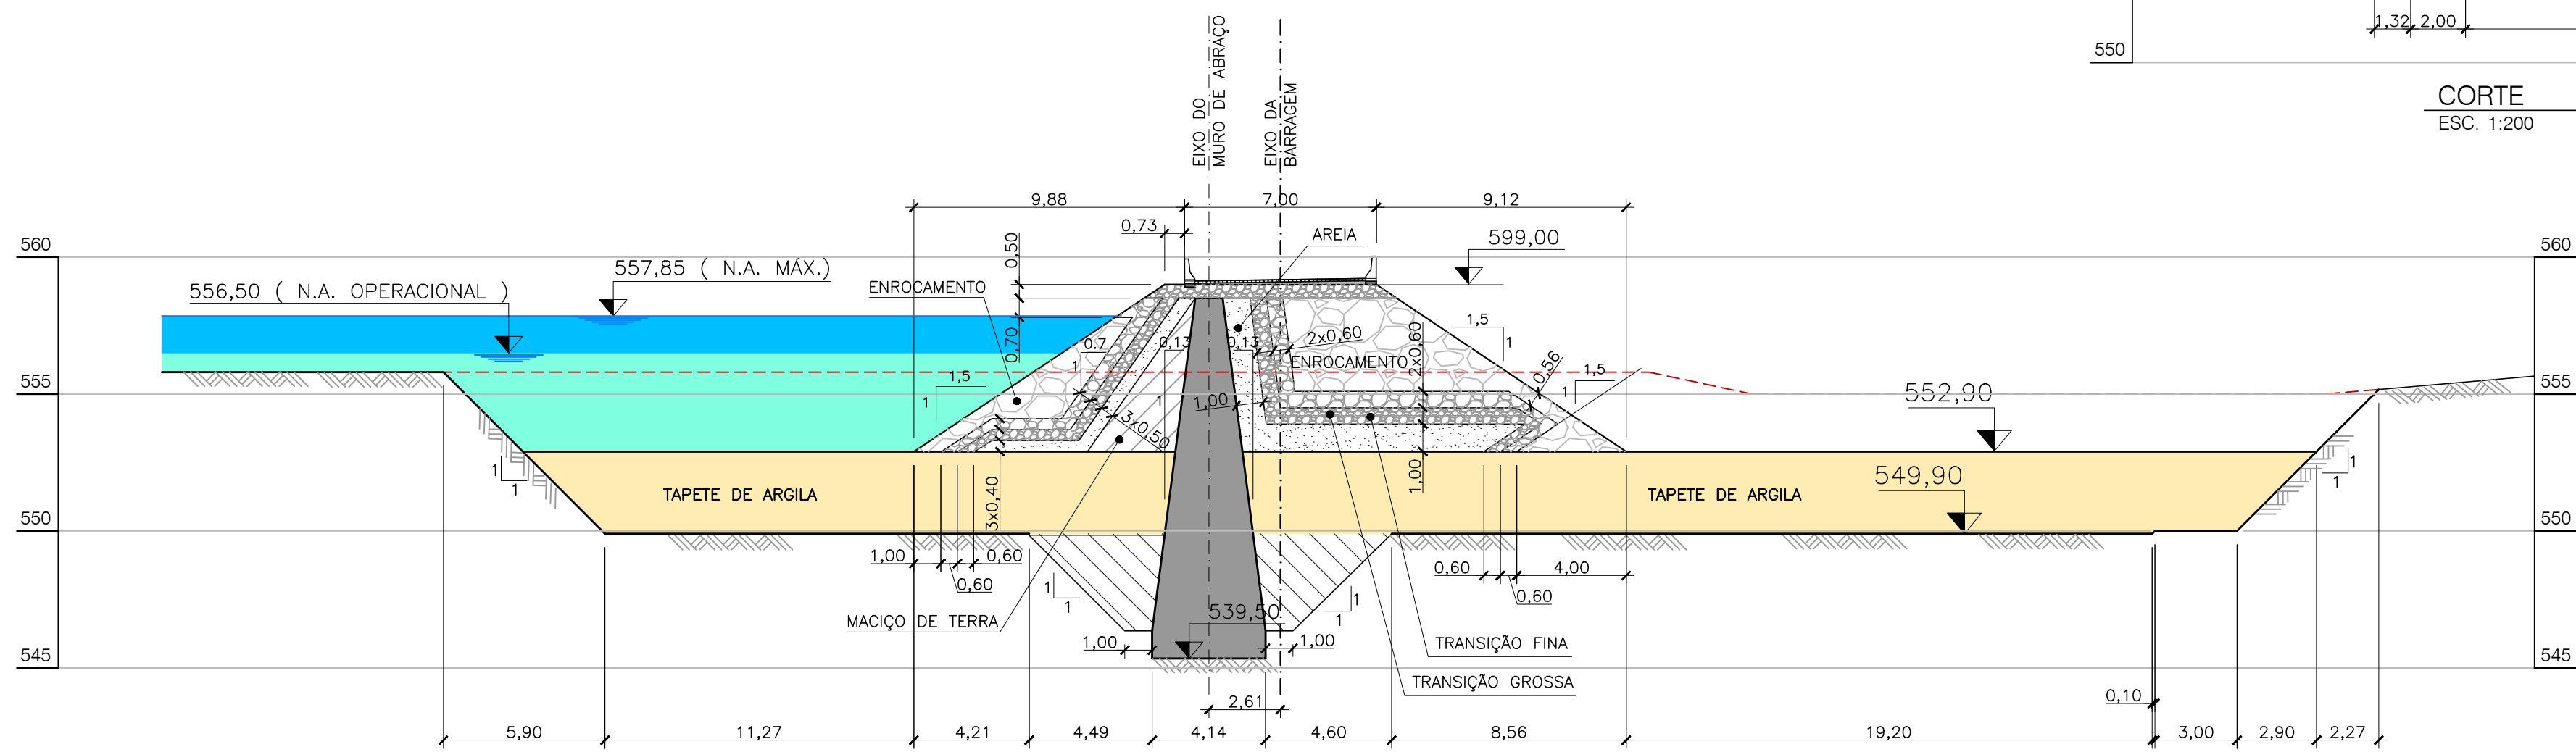 1,32 2,00
550
CORTE
ESC. 1:200
EIXO DO
MURO DE ABRAÇO
EIXO DA
BARRAGEM
9,88 7,00 9,12
0,73
AREIA
599,00
560
0,50
560
557,85 ( N.A. MÁX.)
ENROCAMENTO
556,50 ( N.A. OPERACIONAL )
0,70
0.7
1
0,13
0,13
2x0,60
2x0,60
1,5
1
ENROCAMENTO
0,56
1,5
1
1,5
1
1
1,00
3x0,50
555
552,90
555
1
1
TAPETE DE ARGILA
3x0,40
1,00
TAPETE DE ARGILA
549,90
1
1
550
550
1,00
0,60
0,60
0,60
4,00
0,60
1
1
1
1
MACIÇO DE TERRA
539,50
1,00
1,00
TRANSIÇÃO FINA
545
545
TRANSIÇÃO GROSSA
2,61
0,10
5,90 11,27 4,21 4,49 4,14 4,60 8,56 19,20 3,00 2,90 2,27